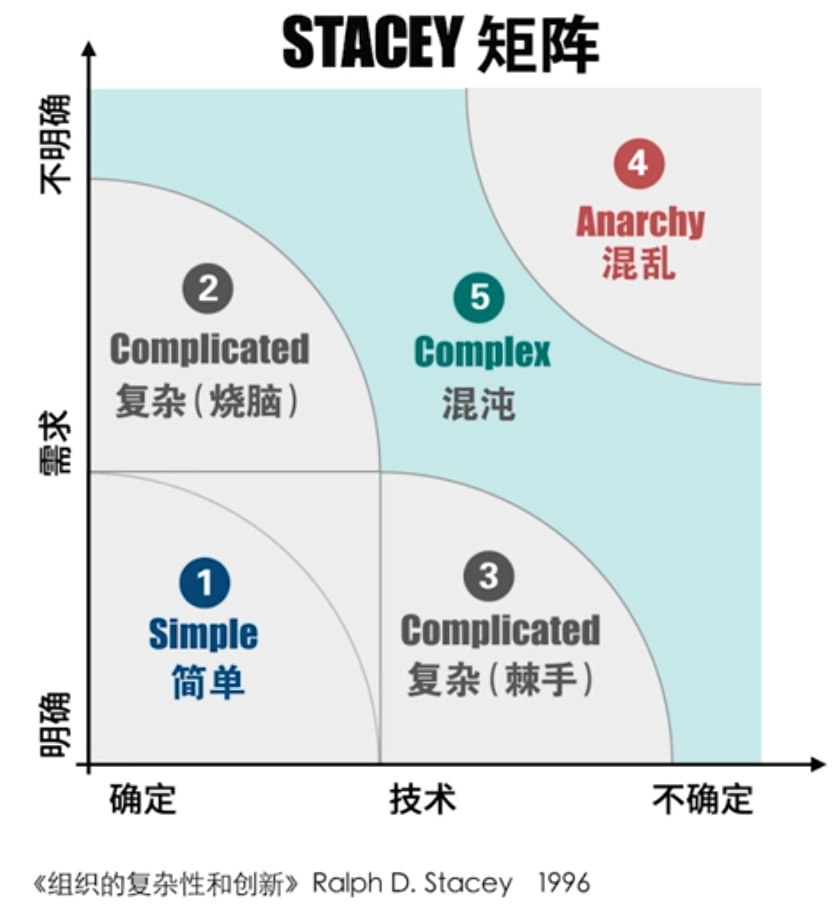 STACEY 矩阵
不明确
4
Anarchy
混乱
2
Complicated
复杂(烧脑)
5
Complex
混沌
需求
1
Simple
简单
3
Complicated
复杂(棘手)
明确
确定
技术
不确定
《组织的复杂性和创新》Ralph D. Stacey 1996